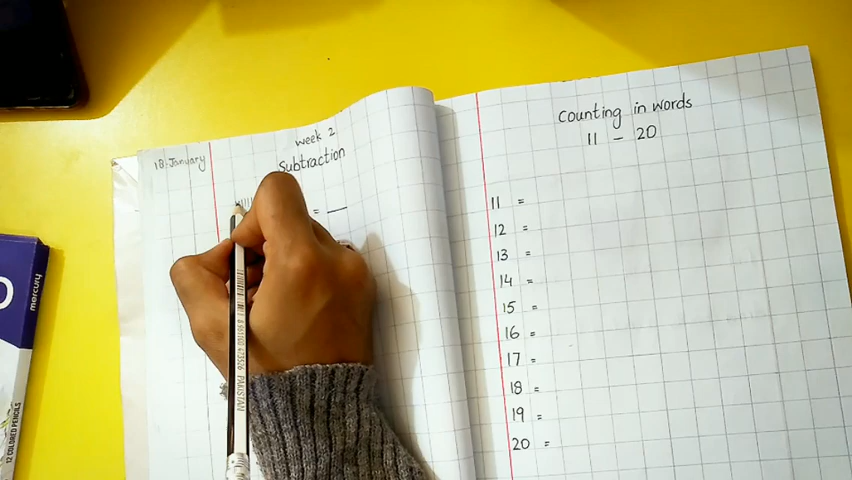 18, January
week 2
Subtraction
= __
Counting in words
11 – 20
11 =
12 =
13 =
14 =
15 =
16 =
17 =
18 =
19 =
20 =
mercury
12 COLORED PENCILS
PAKISTAN